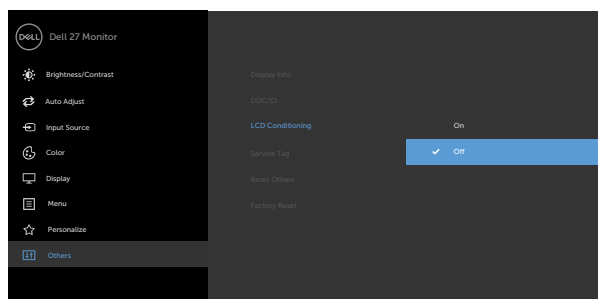 DELL Dell 27 Monitor
Brightness/Contrast
Display Info
Auto Adjust
DDC/CI
Input Source
LCD Conditioning
On
Color
Service Tag
Off
Display
Reset Others
Menu
Factory Reset
Personalize
Others